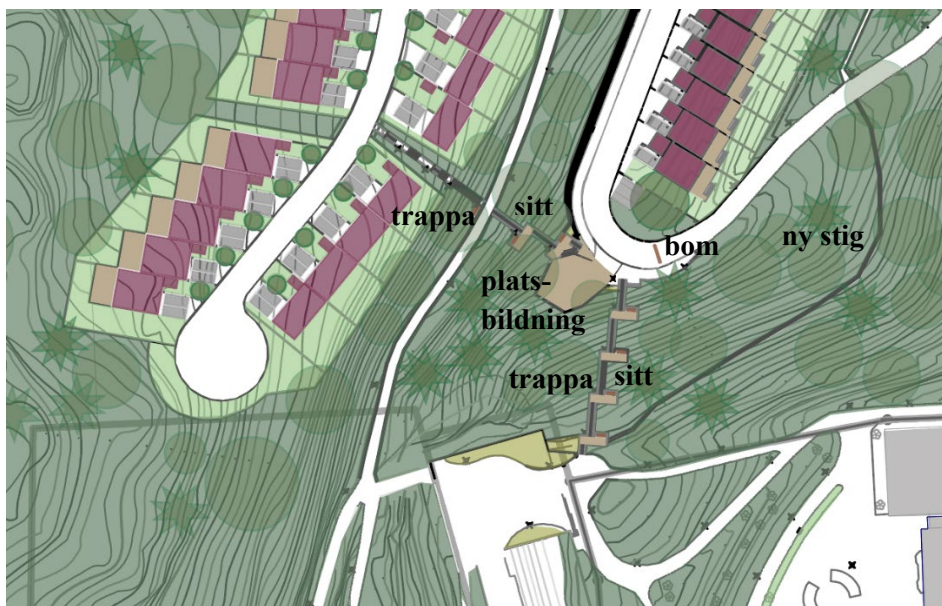 trappa
sitt
bom
ny stig
plats-
bildning
trappa
sitt